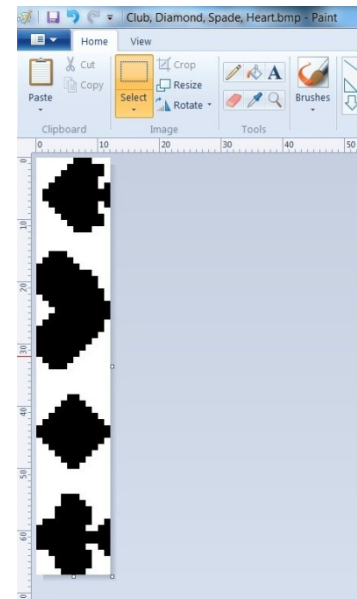 Club, Diamond, Spade, Heart.bmp - Paint
Home View
Paste
Cut
Copy
Select
Crop
Resize
Rotate
Brushes
Clipboard Image Tools
0 10 20 30 40 50
0
10
20
30
40
50
60